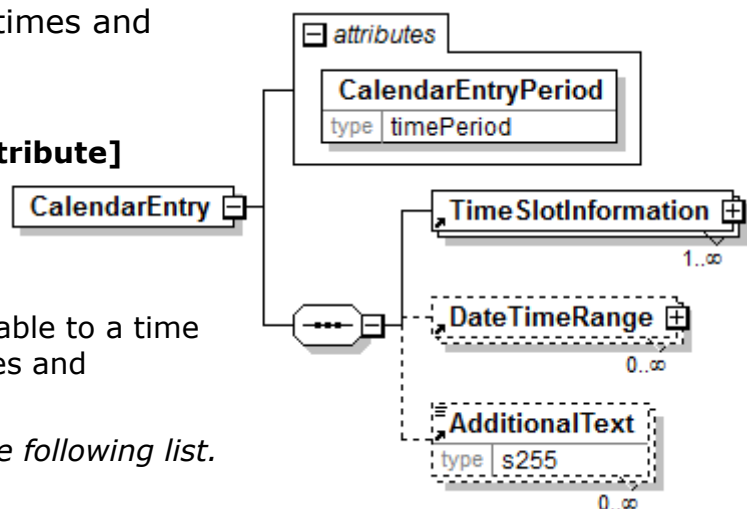 times and
tribute]
able to a time
es and
e following list.
attributes
CalendarEntryPeriod
type timePeriod
CalendarEntry
TimeSlotInformation
1..∞
DateTimeRange
0..∞
AdditionalText
type s255
0..∞